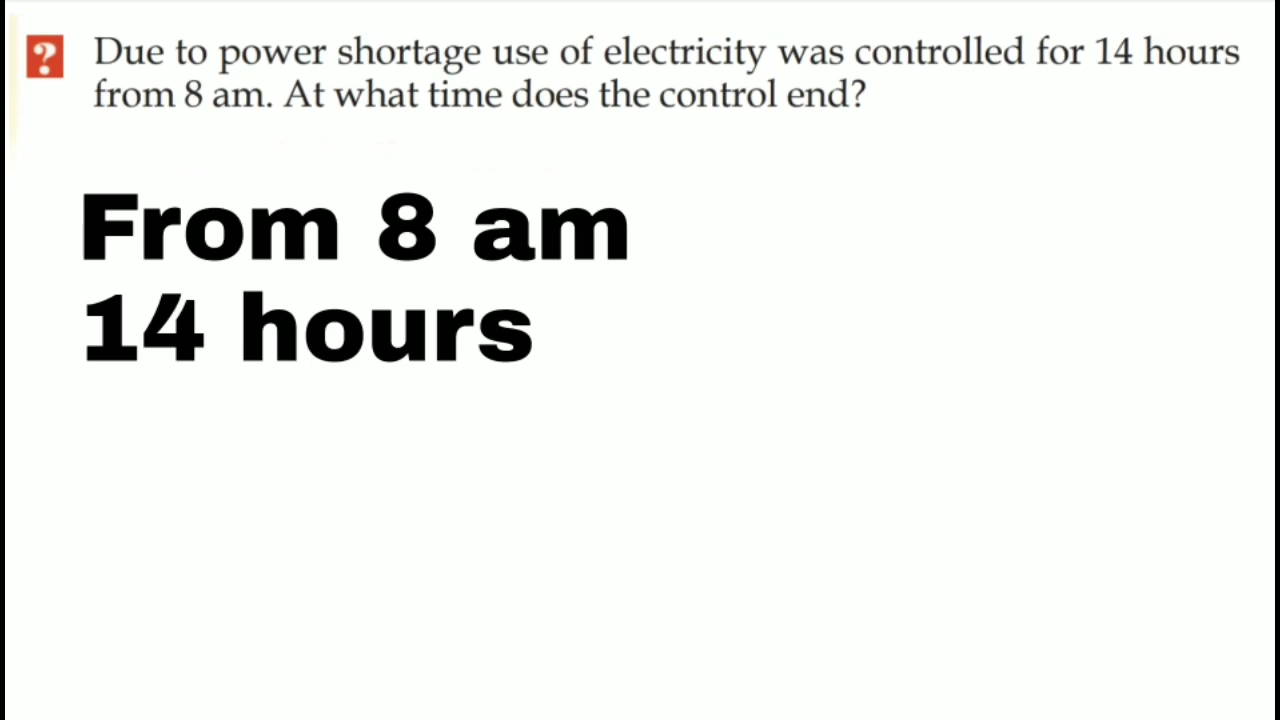 ? Due to power shortage use of electricity was controlled for 14 hours
from 8 am. At what time does the control end?
From 8 am
14 hours